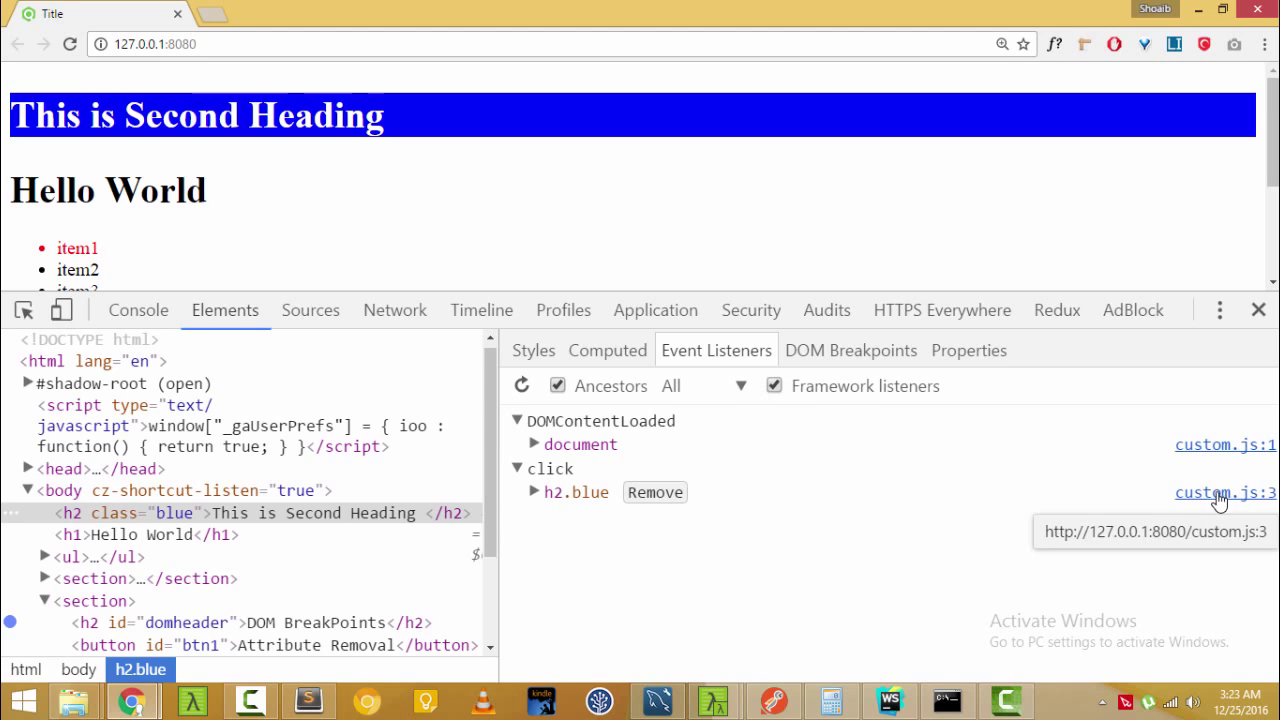 Title
Shoaib
127.0.0.1:8080
f?
LI
This is Second Heading
Hello World
item1
item2
Console Elements Sources Network Timeline Profiles Application Security Audits HTTPS Everywhere Redux AdBlock
<!DOCTYPE html>
<html lang="en">
#shadow-root (open)
<script type="text/
javascript">window["_gaUserPrefs"] = { ioo :
function() { return true; } }</script>
<head>…</head>
<body cz-shortcut-listen="true">
<h2 class="blue">This is Second Heading </h2>
<h1>Hello World</h1>
<ul>…</ul>
<section>…</section>
<section>
<h2 id="domheader">DOM BreakPoints</h2>
<button id="btn1">Attribute Removal</button>
html body h2.blue
Styles Computed Event Listeners DOM Breakpoints Properties
Ancestors All Framework listeners
DOMContentLoaded
document custom.js:1
click
h2.blue Remove custom.js:3
http://127.0.0.1:8080/custom.js:3
Activate Windows
Go to PC settings to activate Windows.
kindle
WS
3:23 AM
12/25/2016